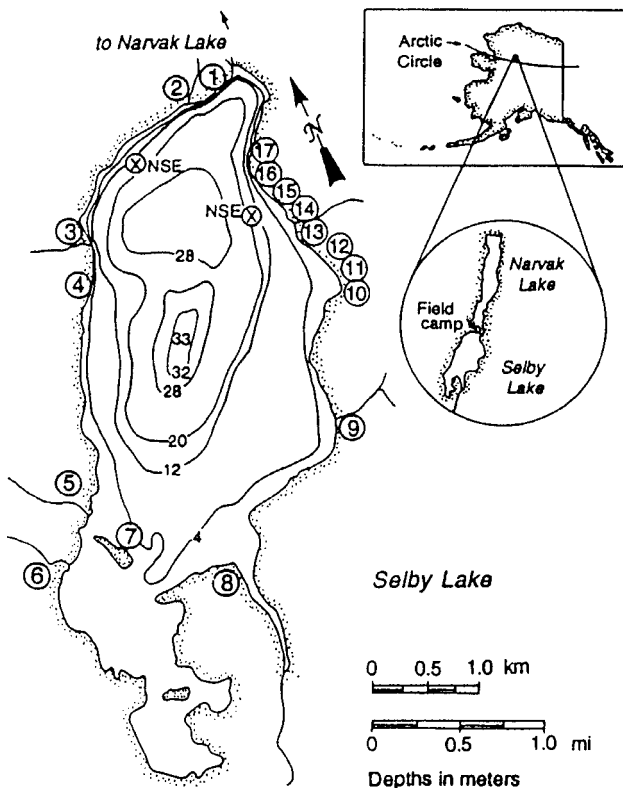 to Narvak Lake
1
2
N
17
NSE
16
15
NSE
14
3
13
12
28
11
4
10
33
32
28
20
9
12
5
7
4
6
8
Arctic
Circle
Narvak
Lake
Field
camp
Selby
Lake
Selby Lake
0 0.5 1.0 km
0 0.5 1.0 mi
Depths in meters